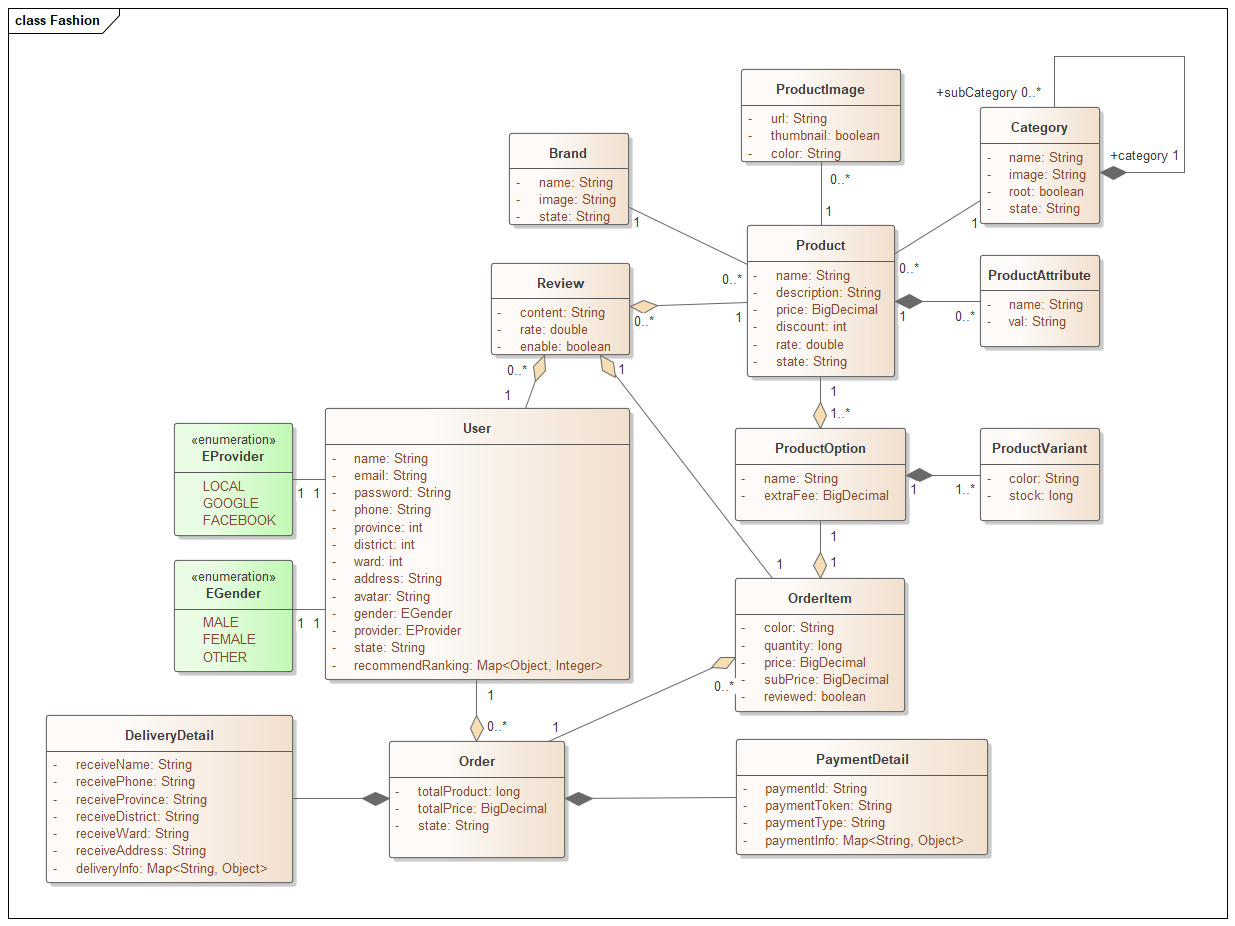 class Fashion
ProductImage
- url: String
- thumbnail: boolean
- color: String
0..*
1
+subCategory 0..*
Category
- name: String
- image: String
- root: boolean
- state: String
+category 1
1
0..*
Brand
- name: String
- image: String
- state: String
1
0..*
Product
- name: String
- description: String
- price: BigDecimal
- discount: int
- rate: double
- state: String
ProductAttribute
- name: String
- val: String
1
0..*
Review
- content: String
- rate: double
- enable: boolean
0..*
1
0..*
1
1
1
1
1..*
ProductOption
- name: String
- extraFee: BigDecimal
1
1..*
ProductVariant
- color: String
- stock: long
1
1
«enumeration»
EProvider
LOCAL
GOOGLE
FACEBOOK
1 1
«enumeration»
EGender
MALE
FEMALE
OTHER
1 1
User
- name: String
- email: String
- password: String
- phone: String
- province: int
- district: int
- ward: int
- address: String
- avatar: String
- gender: EGender
- provider: EProvider
- state: String
- recommendRanking: Map<Object, Integer>
1
0..*
OrderItem
- color: String
- quantity: long
- price: BigDecimal
- subPrice: BigDecimal
- reviewed: boolean
0..*
1
DeliveryDetail
- receiveName: String
- receivePhone: String
- receiveProvince: String
- receiveDistrict: String
- receiveWard: String
- receiveAddress: String
- deliveryInfo: Map<String, Object>
Order
- totalProduct: long
- totalPrice: BigDecimal
- state: String
PaymentDetail
- paymentId: String
- paymentToken: String
- paymentType: String
- paymentInfo: Map<String, Object>